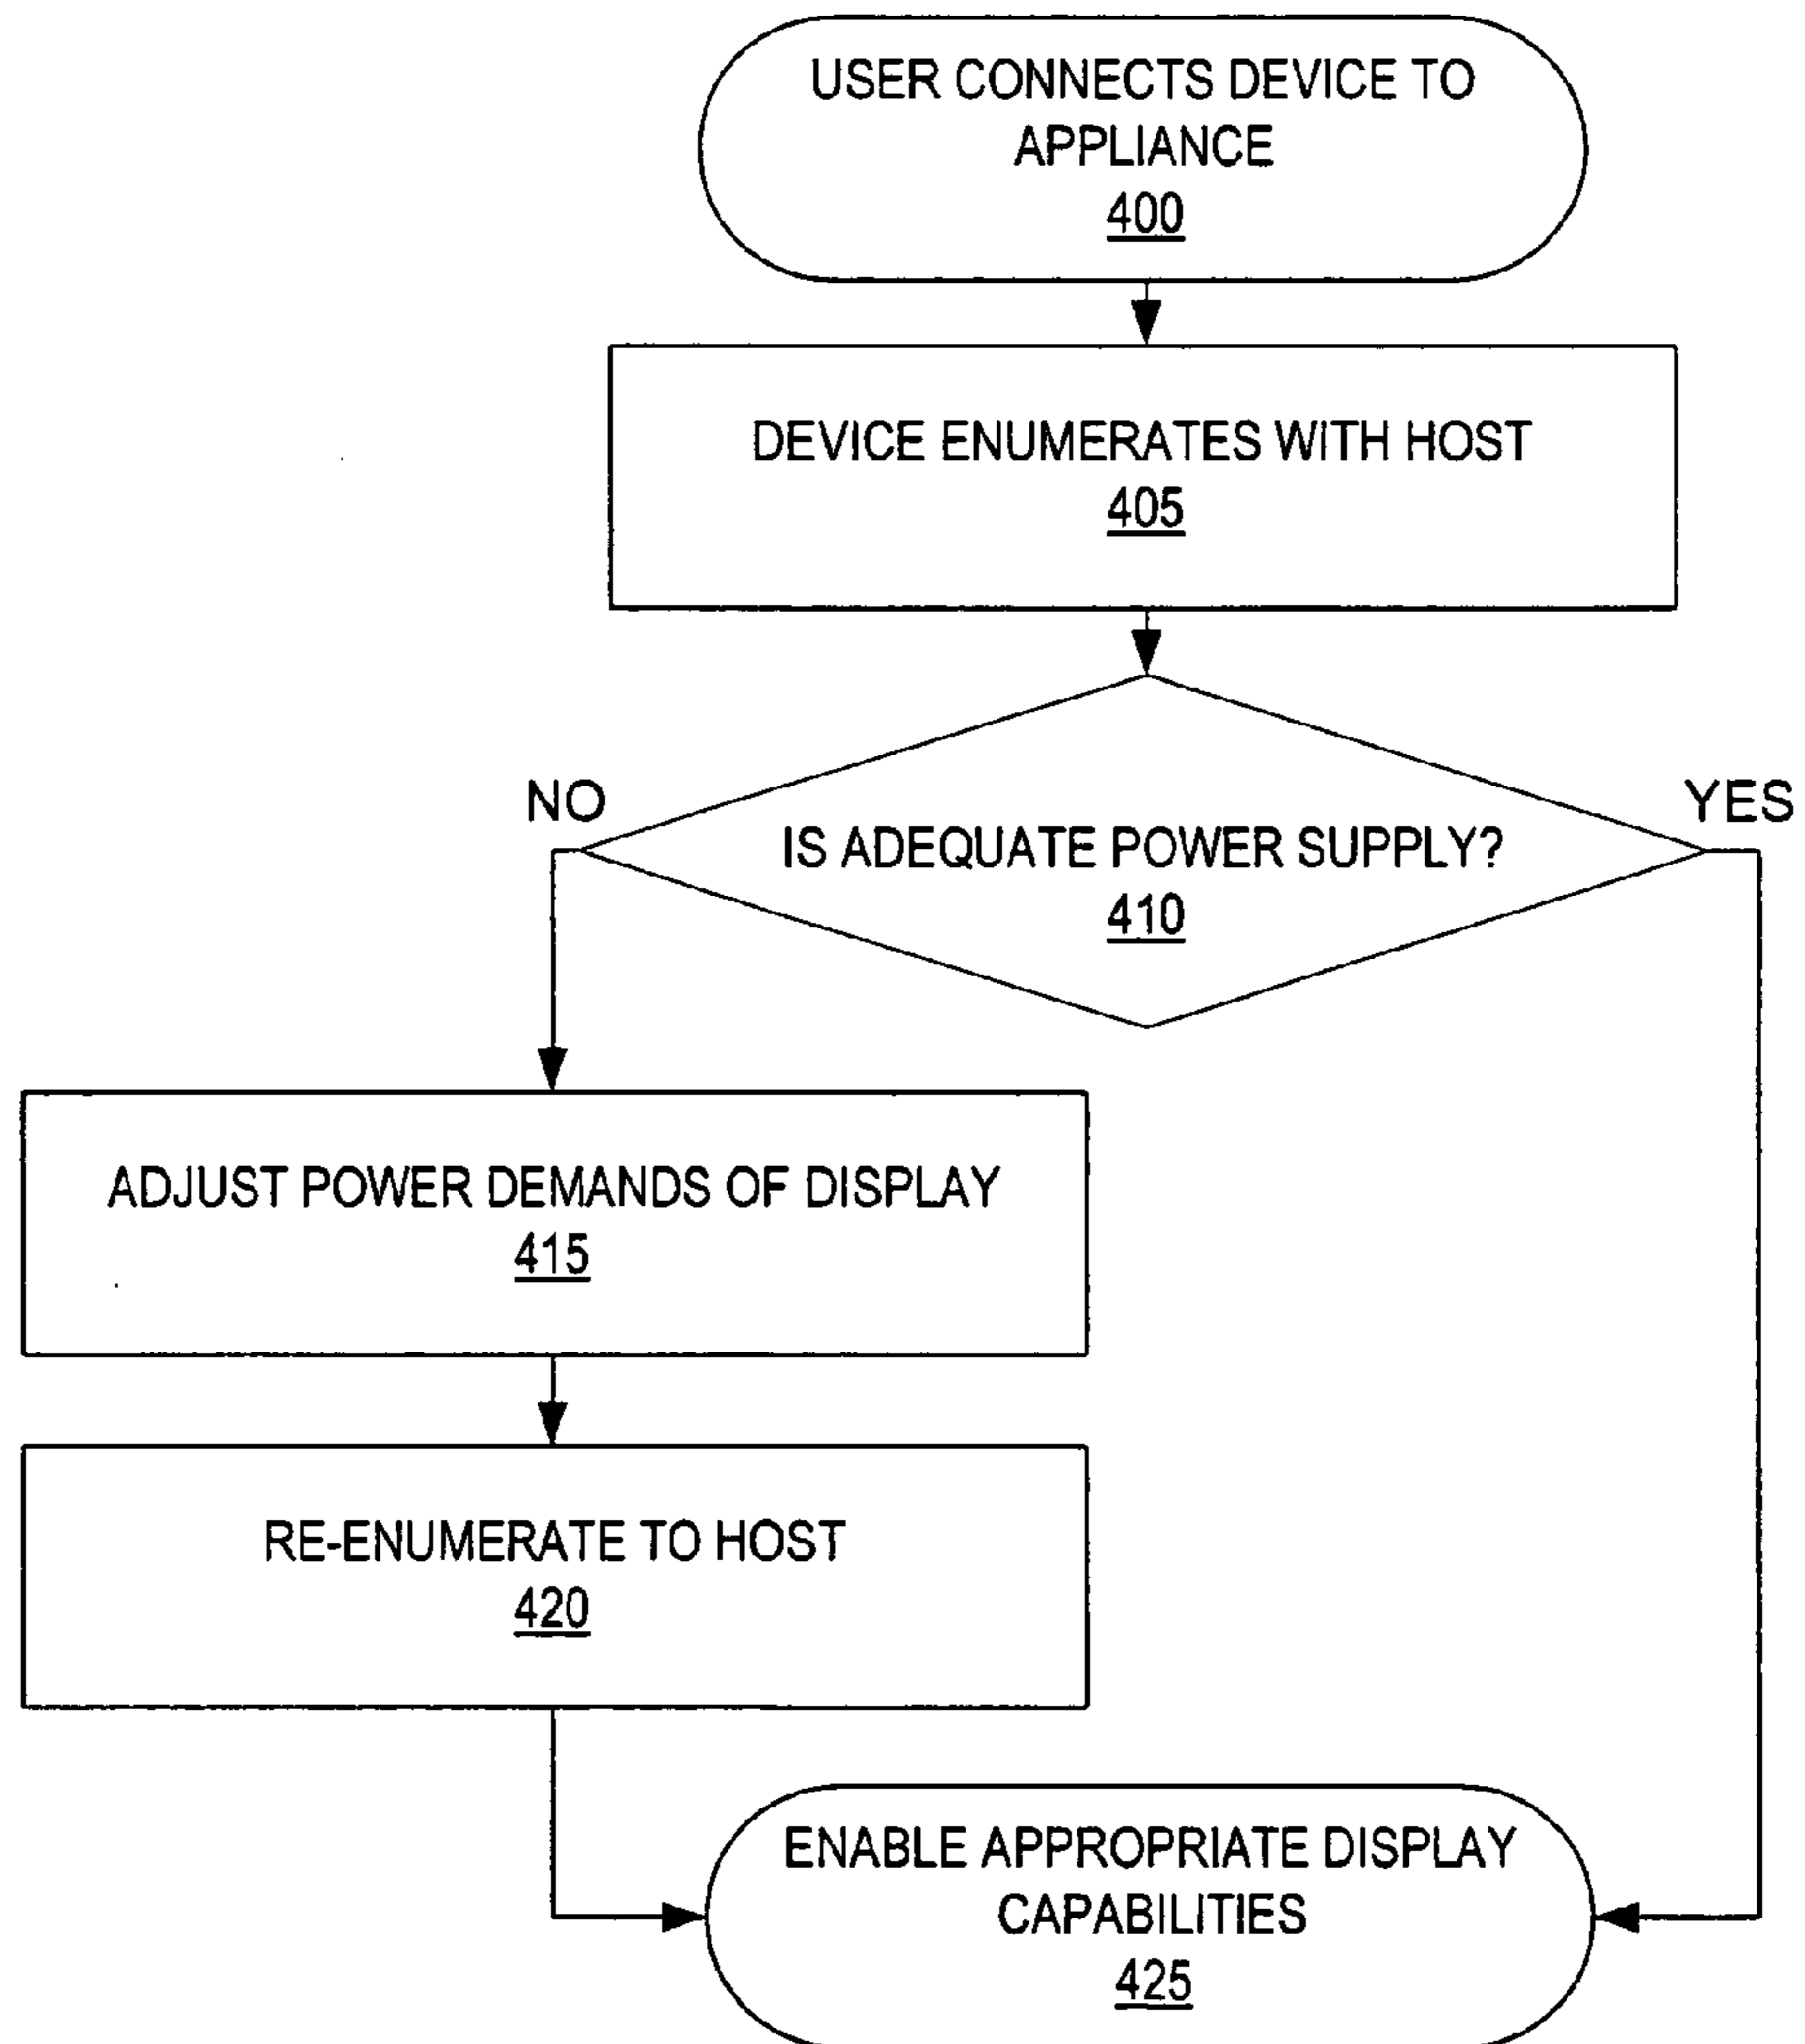 USER CONNECTS DEVICE TO
APPLIANCE
400
DEVICE ENUMERATES WITH HOST
405
NO
YES
IS ADEQUATE POWER SUPPLY?
410
ADJUST POWER DEMANDS OF DISPLAY
415
RE-ENUMERATE TO HOST
420
ENABLE APPROPRIATE DISPLAY
CAPABILITIES
425